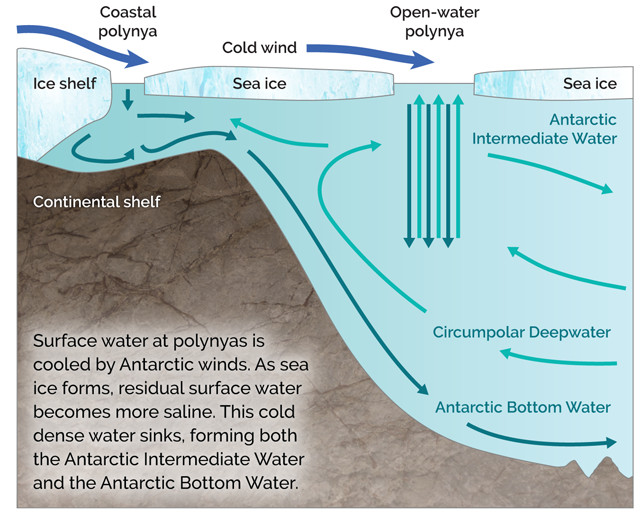 Coastal
polynya
Open-water
polynya
Cold wind
Ice shelf
Sea ice
Sea ice
Antarctic
Intermediate Water
Continental shelf
Circumpolar Deepwater
Antarctic Bottom Water
Surface water at polynyas is
cooled by Antarctic winds. As sea
ice forms, residual surface water
becomes more saline. This cold
dense water sinks, forming both
the Antarctic Intermediate Water
and the Antarctic Bottom Water.